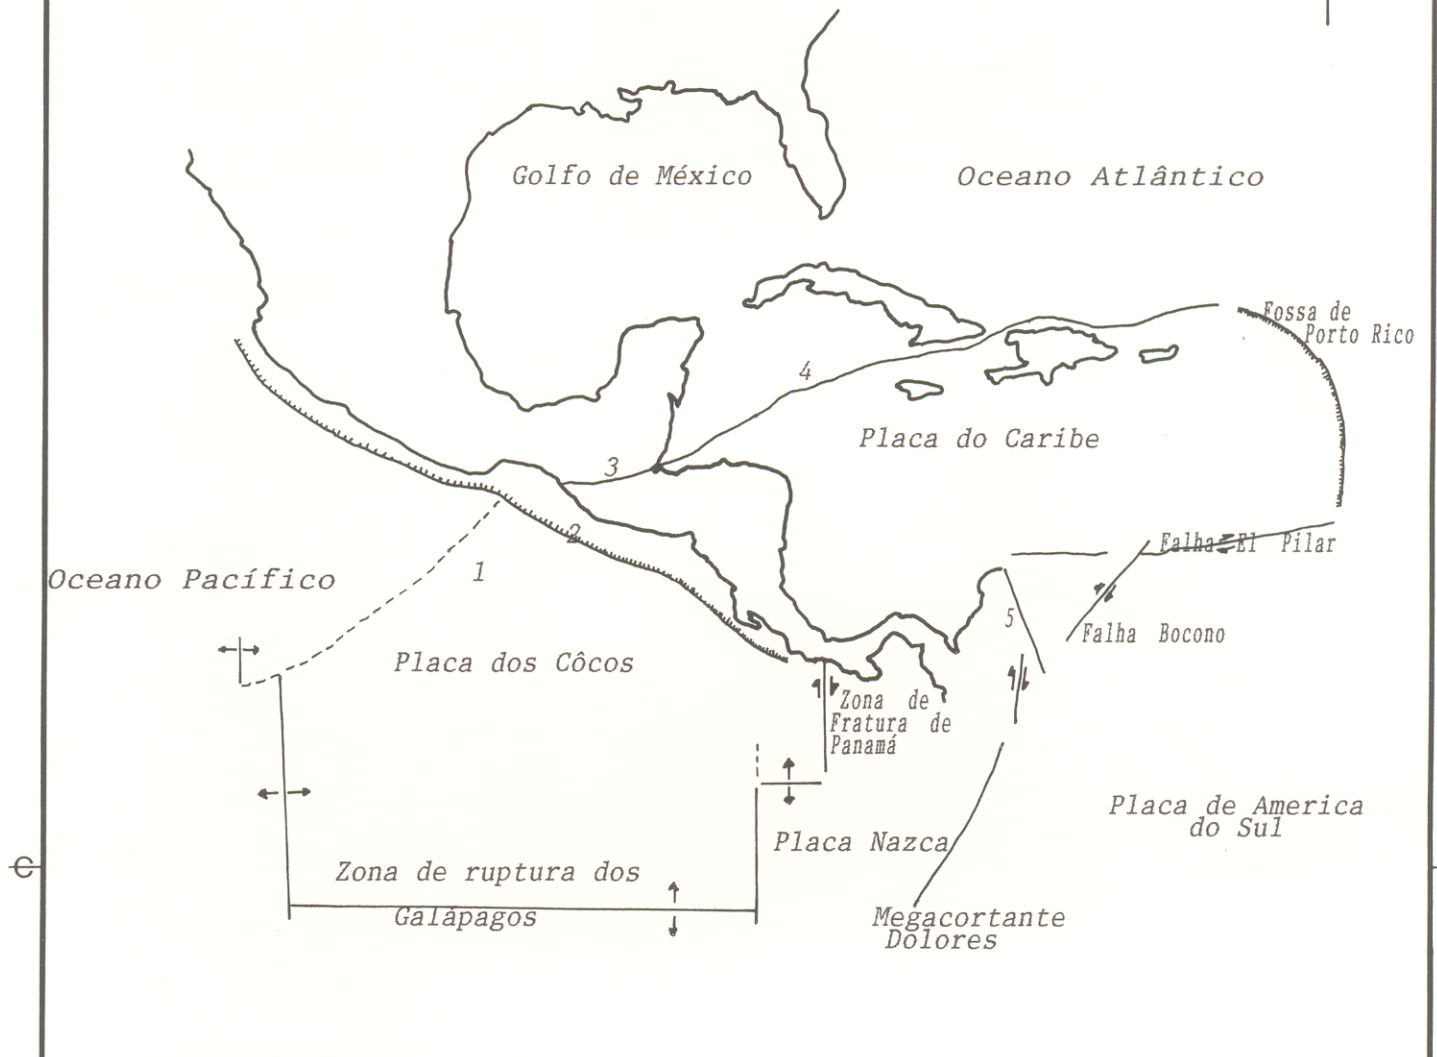 Golfo de México
Oceano Atlântico
Fossa de
Porto Rico
4
Placa do Caribe
3
2
Oceano Pacífico
1
Falha El Pilar
5
Falha Bocono
Placa dos Côcos
Zona de
Fratura de
Panamá
Placa de America
do Sul
Placa Nazca
Zona de ruptura dos
Galápagos
Megacortante
Dolores